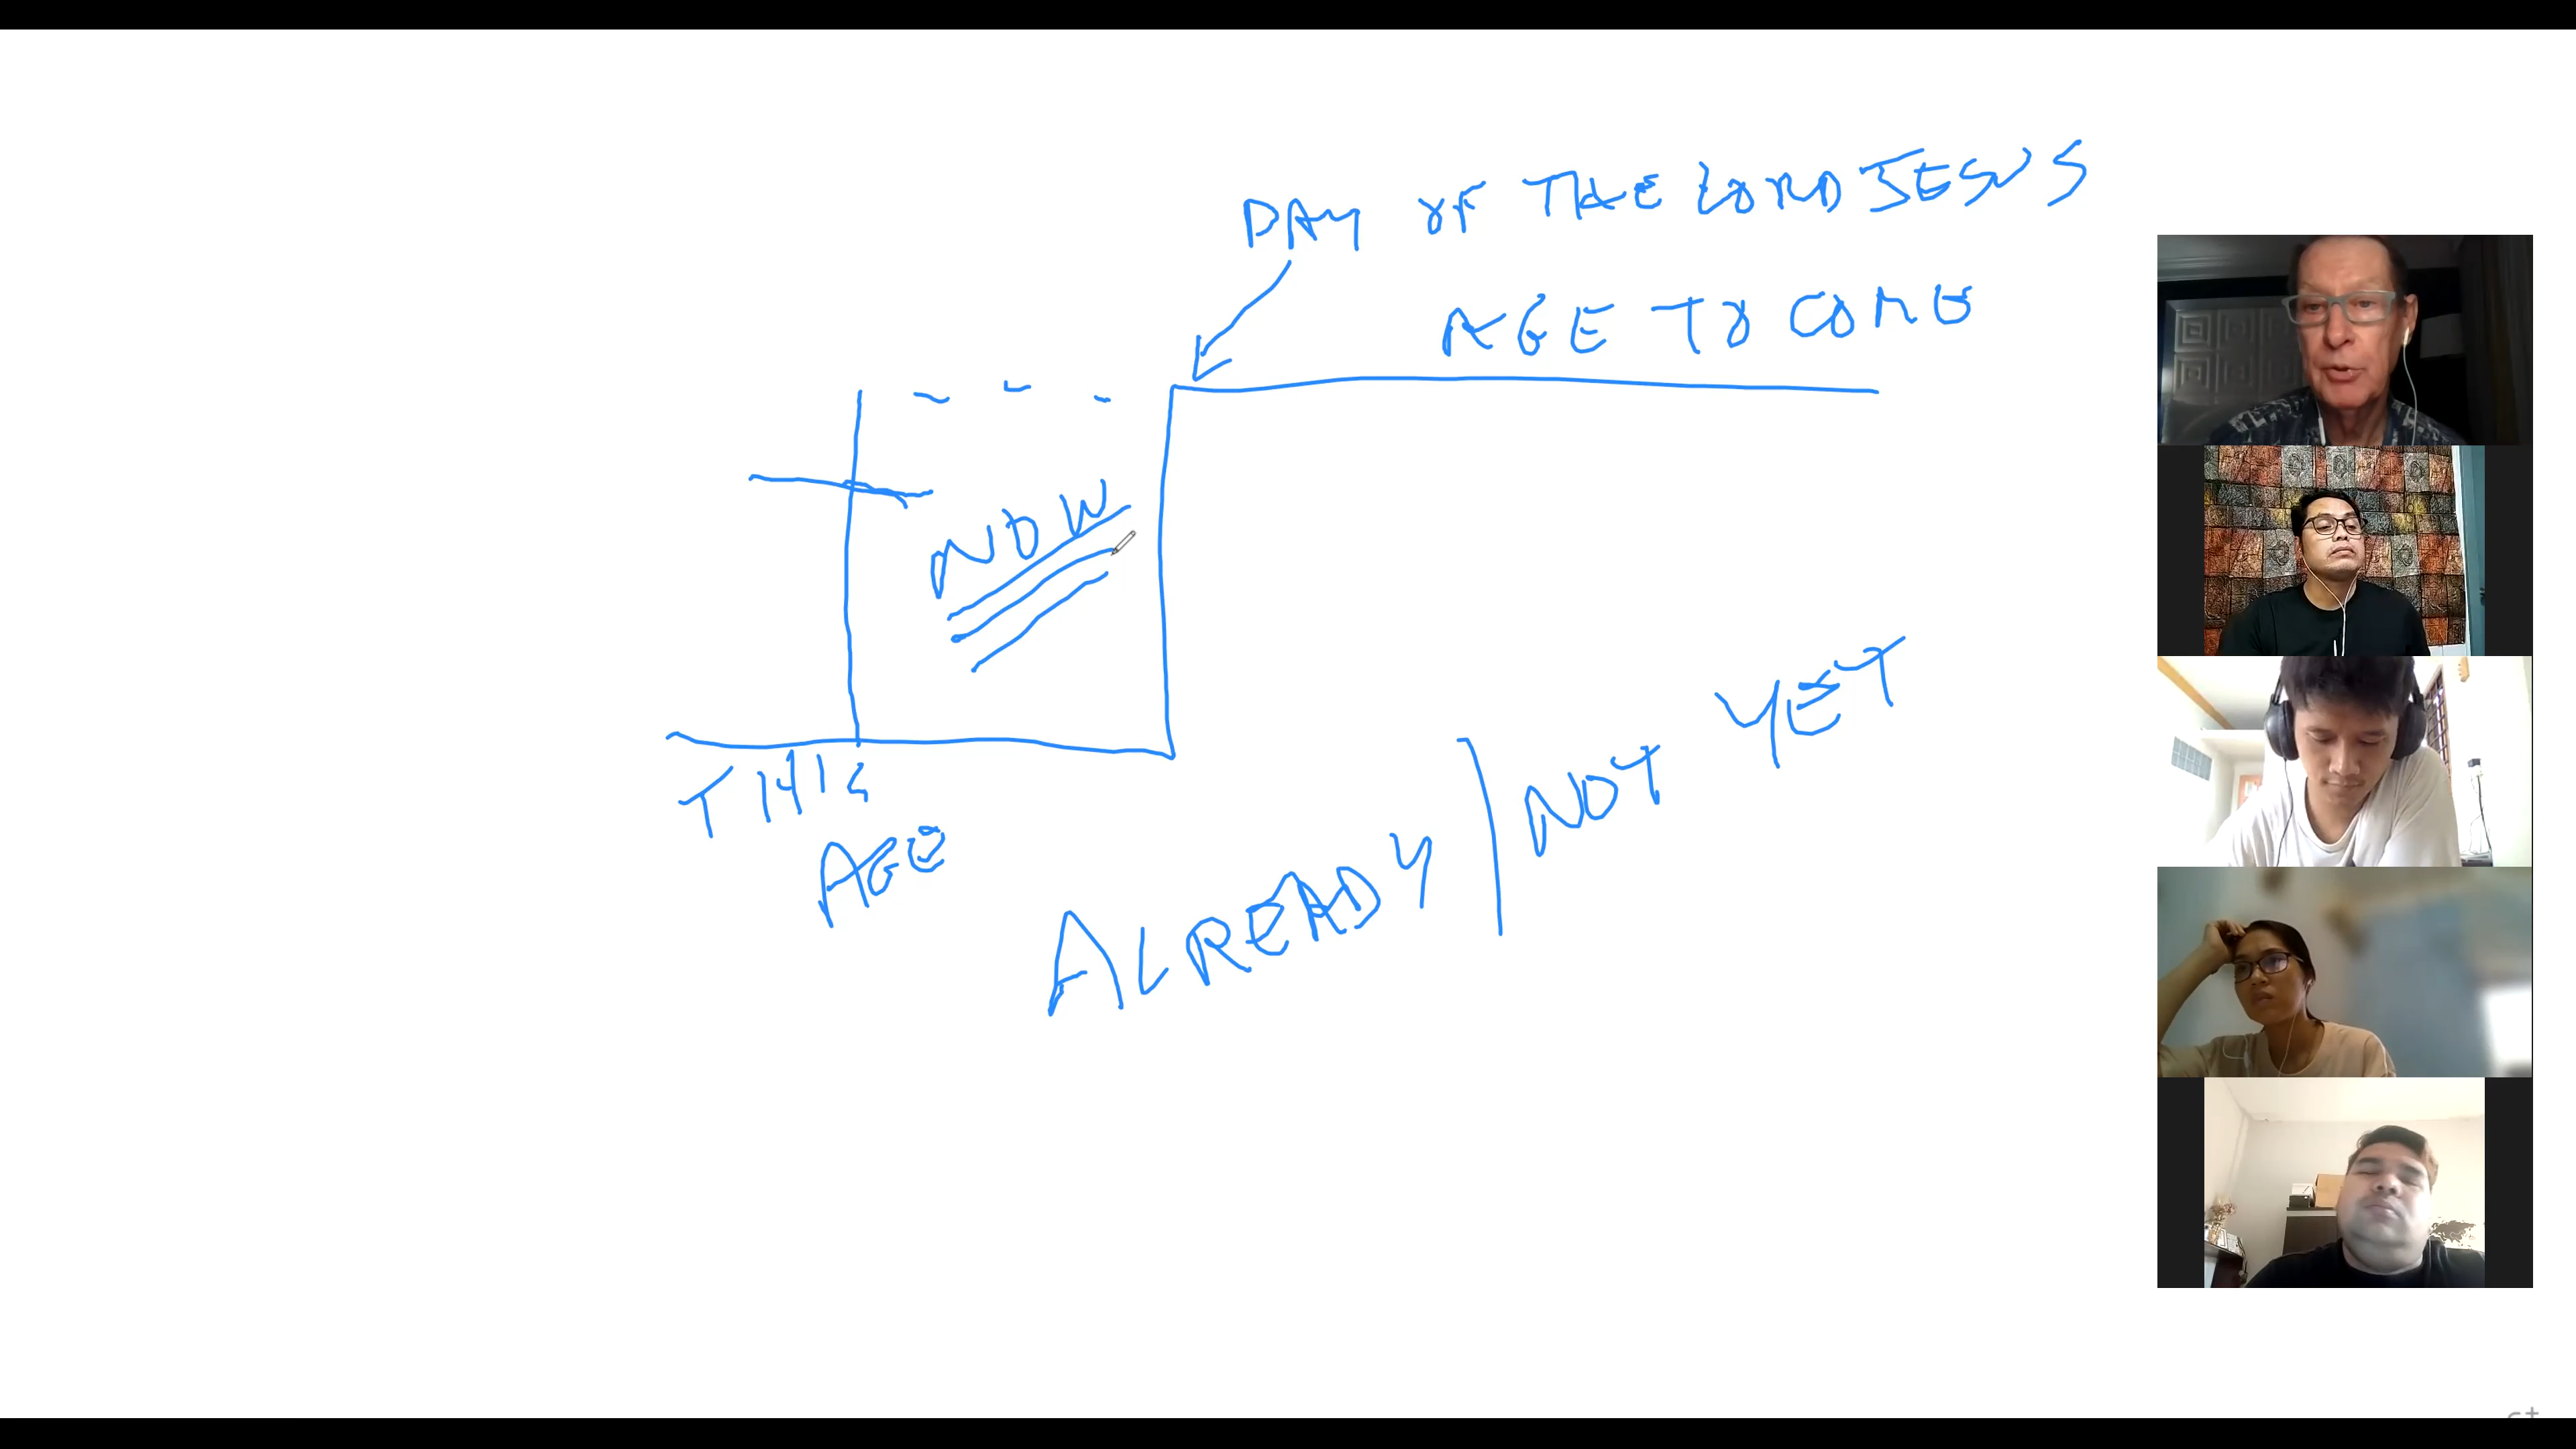 DAY OF THE LORD JESUS
AGE TO COME
NOW
THIS
AGE
ALREADY | NOT YET